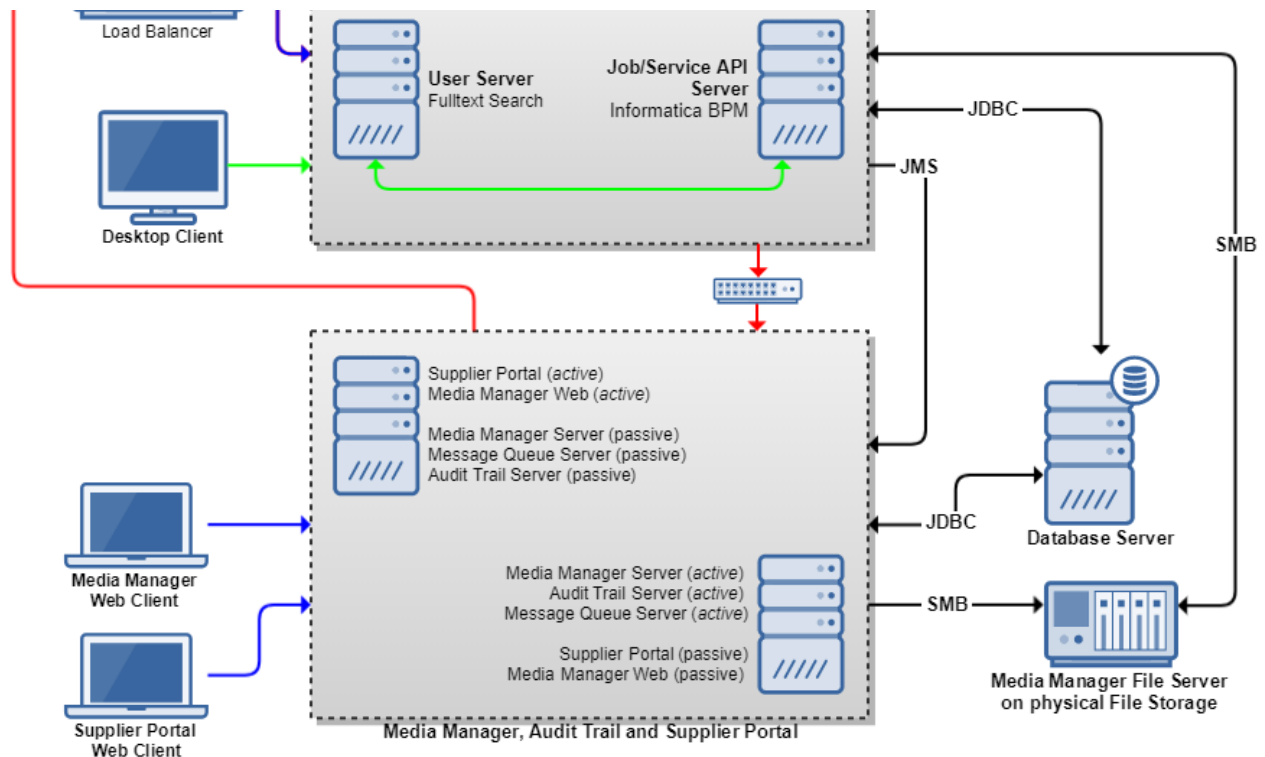 Load Balancer
User Server
Fulltext Search
Job/Service API
Server
Informatica BPM
JDBC
JMS
Desktop Client
SMB
Supplier Portal (active)
Media Manager Web (active)
Media Manager Server (passive)
Message Queue Server (passive)
Audit Trail Server (passive)
JDBC
Database Server
Media Manager
Web Client
Media Manager Server (active)
Audit Trail Server (active)
Message Queue Server (active)
SMB
Supplier Portal (passive)
Media Manager Web (passive)
Media Manager File Server
on physical File Storage
Supplier Portal
Web Client
Media Manager, Audit Trail and Supplier Portal